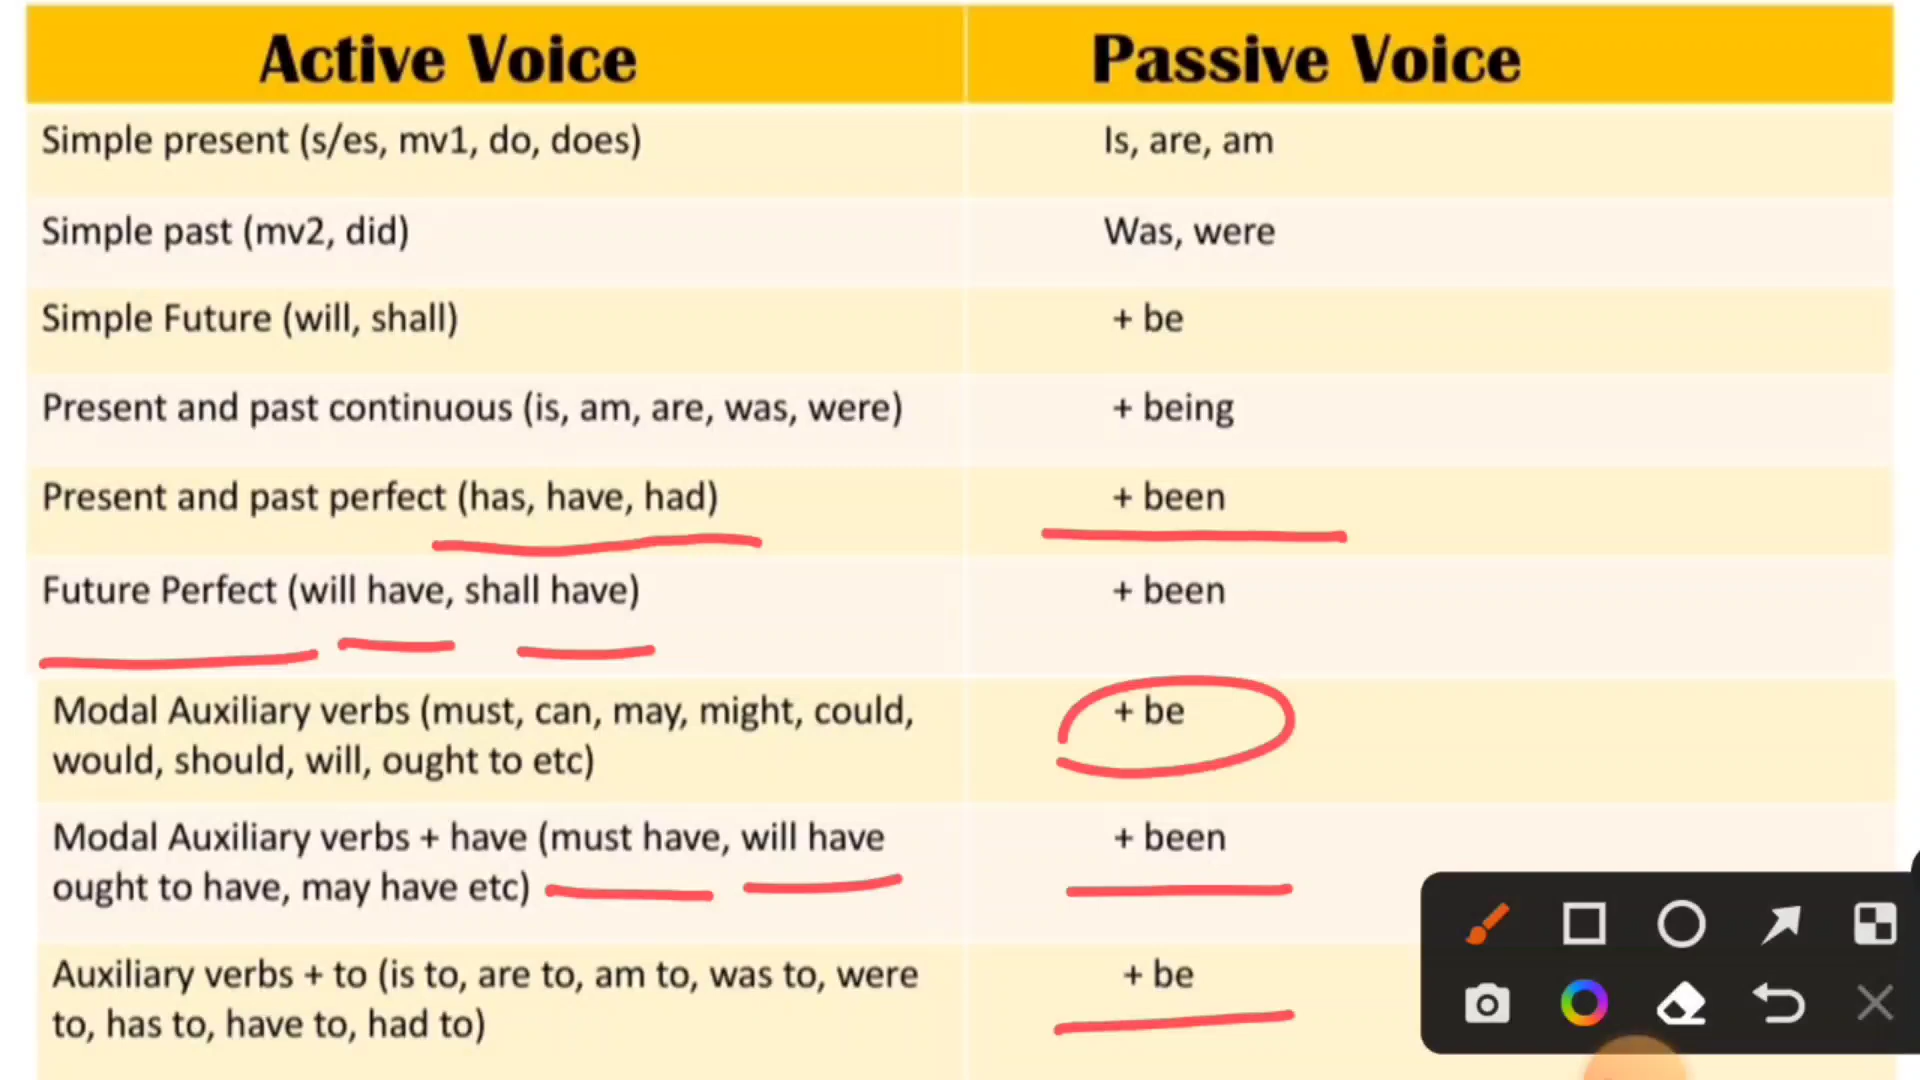 Active Voice
Passive Voice
Simple present (s/es, mv1, do, does)
Is, are, am
Simple past (mv2, did)
Was, were
Simple Future (will, shall)
+ be
Present and past continuous (is, am, are, was, were)
+ being
Present and past perfect (has, have, had)
+ been
Future Perfect (will have, shall have)
+ been
Modal Auxiliary verbs (must, can, may, might, could,
would, should, will, ought to etc)
+ be
Modal Auxiliary verbs + have (must have, will have
ought to have, may have etc)
+ been
Auxiliary verbs + to (is to, are to, am to, was to, were
to, has to, have to, had to)
+ be